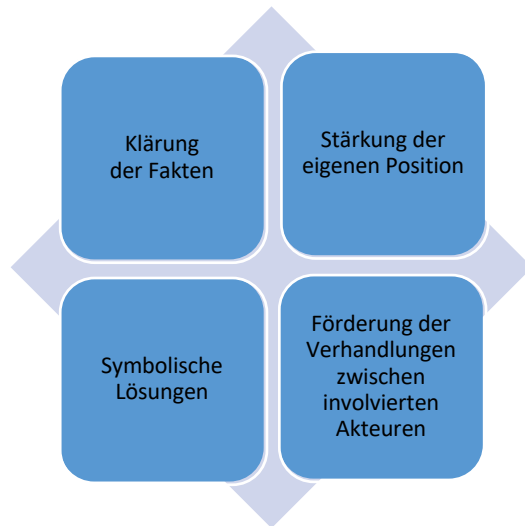 Klärung
der Fakten
Stärkung der
eigenen Position
Symbolische
Lösungen
Förderung der
Verhandlungen
zwischen
involvierten
Akteuren